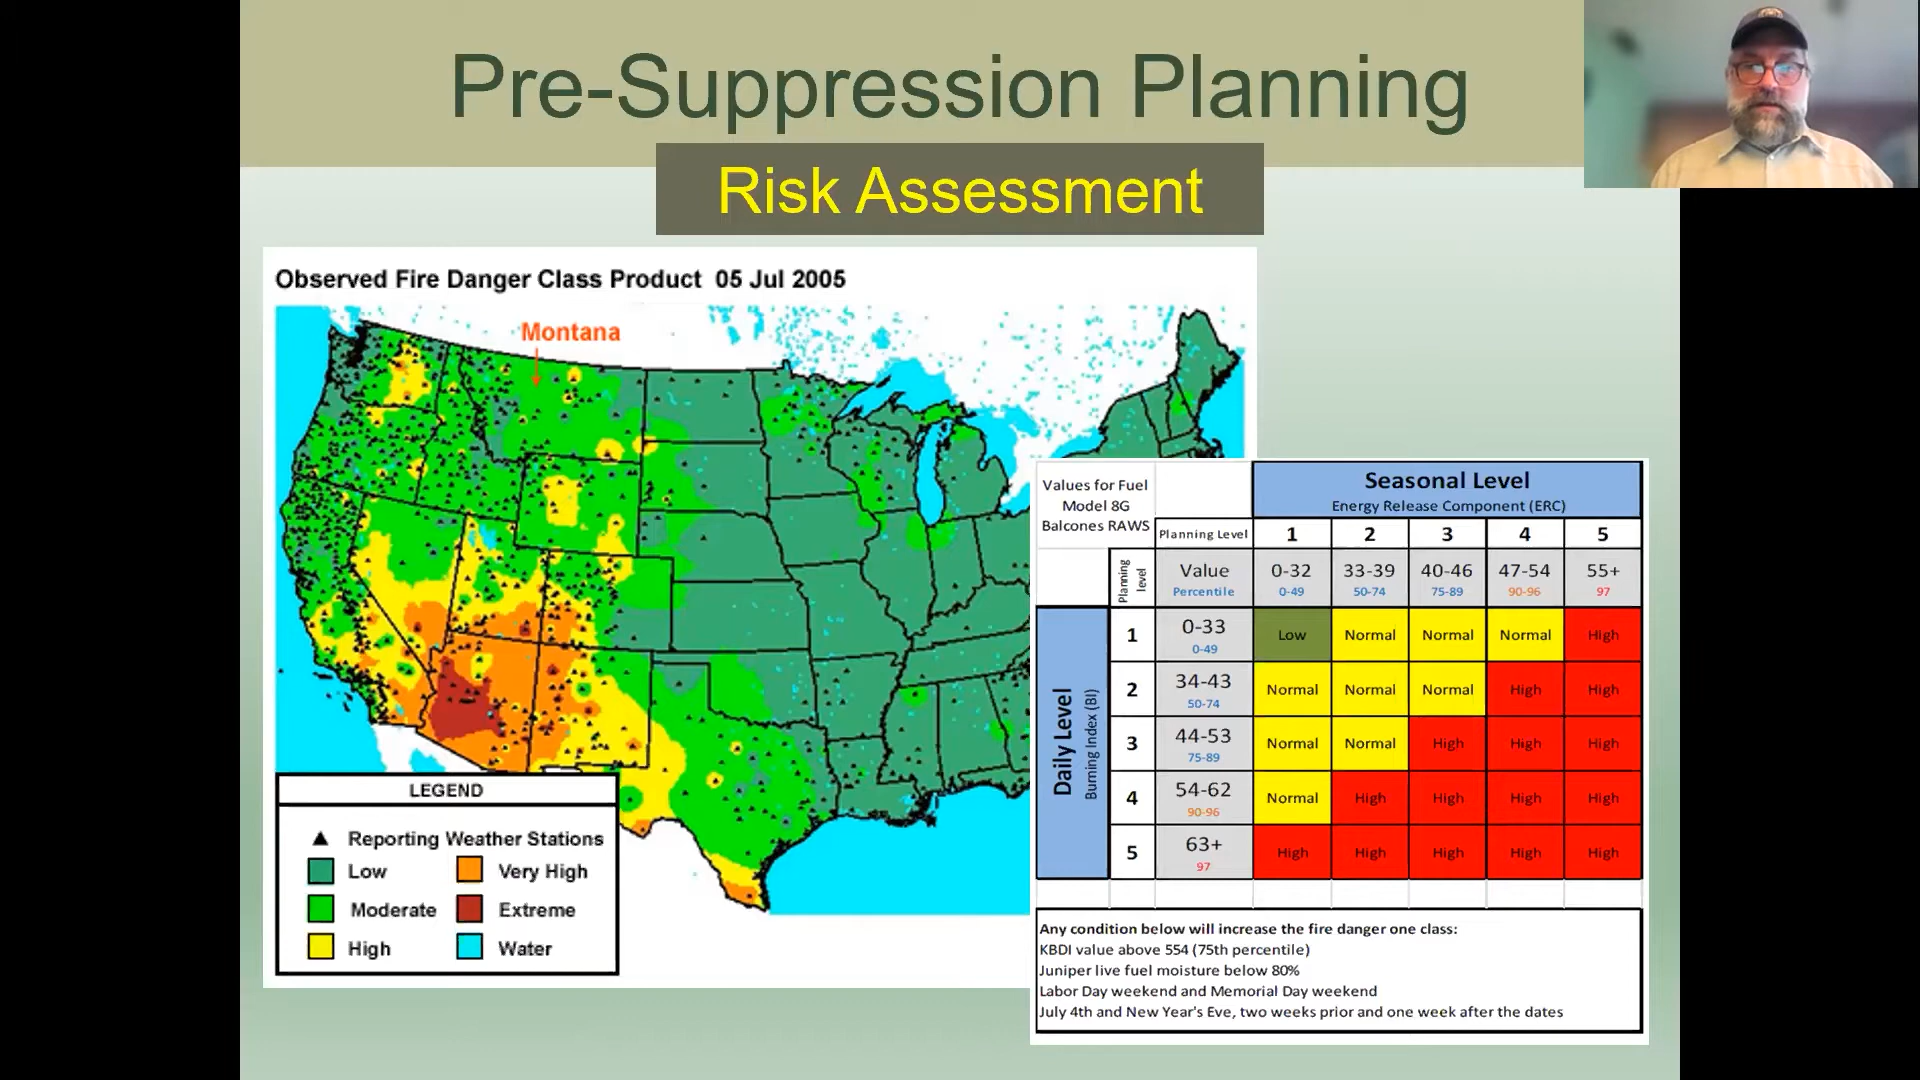 Pre-Suppression Planning
Risk Assessment
Observed Fire Danger Class Product 05 Jul 2005
Montana
LEGEND
Reporting Weather Stations
Low Very High
Moderate Extreme
High Water
Values for Fuel
Model 8G
Balcones RAWS
Seasonal Level
Energy Release Component (ERC)
Planning Level 1 2 3 4 5
Planning level
Value 0-32 33-39 40-46 47-54 55+
Percentile 0-49 50-74 75-89 90-96 97
Daily Level
Burning Index (BI)
1 0-33 Low Normal Normal Normal High
0-49
2 34-43 Normal Normal Normal High High
50-74
3 44-53 Normal Normal High High High
75-89
4 54-62 Normal High High High High
90-96
5 63+ High High High High High
97
Any condition below will increase the fire danger one class:
KBDI value above 554 (75th percentile)
Juniper live fuel moisture below 80%
Labor Day weekend and Memorial Day weekend
July 4th and New Year's Eve, two weeks prior and one week after the dates